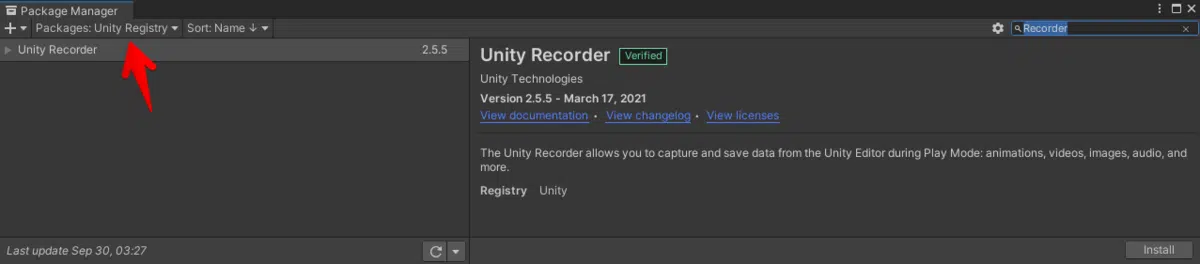 Package Manager
+ Packages: Unity Registry Sort: Name ↓ Recorder
Unity Recorder 2.5.5
Unity Recorder Verified
Unity Technologies
Version 2.5.5 - March 17, 2021
View documentation • View changelog • View licenses
The Unity Recorder allows you to capture and save data from the Unity Editor during Play Mode: animations, videos, images, audio, and
more.
Registry Unity
Last update Sep 30, 03:27
Install